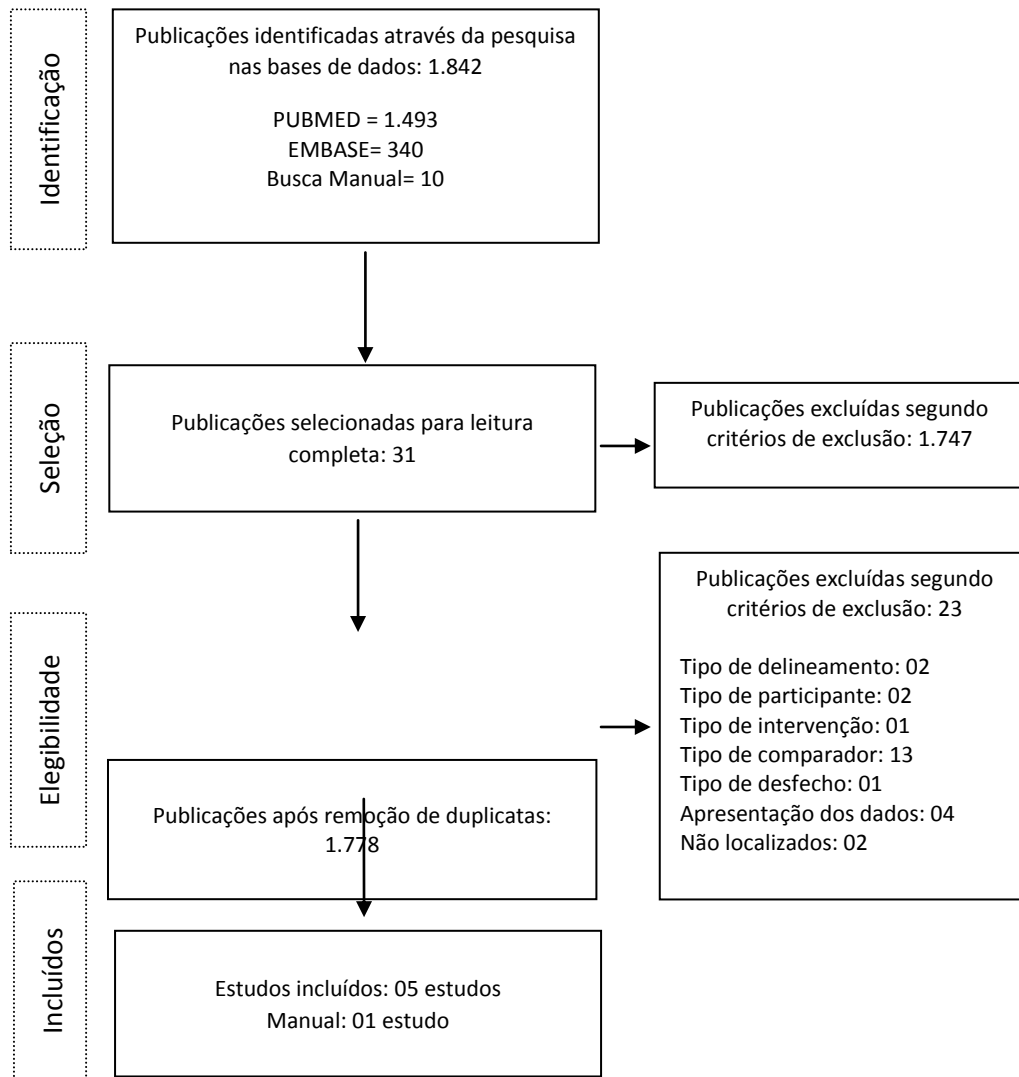 Identificação
Publicações identificadas através da pesquisa
nas bases de dados: 1.842
PUBMED = 1.493
EMBASE= 340
Busca Manual= 10
Seleção
Publicações selecionadas para leitura
completa: 31
Publicações excluídas segundo
critérios de exclusão: 1.747
Elegibilidade
Publicações após remoção de duplicatas:
1.778
Publicações excluídas segundo
critérios de exclusão: 23
Tipo de delineamento: 02
Tipo de participante: 02
Tipo de intervenção: 01
Tipo de comparador: 13
Tipo de desfecho: 01
Apresentação dos dados: 04
Não localizados: 02
Incluídos
Estudos incluídos: 05 estudos
Manual: 01 estudo